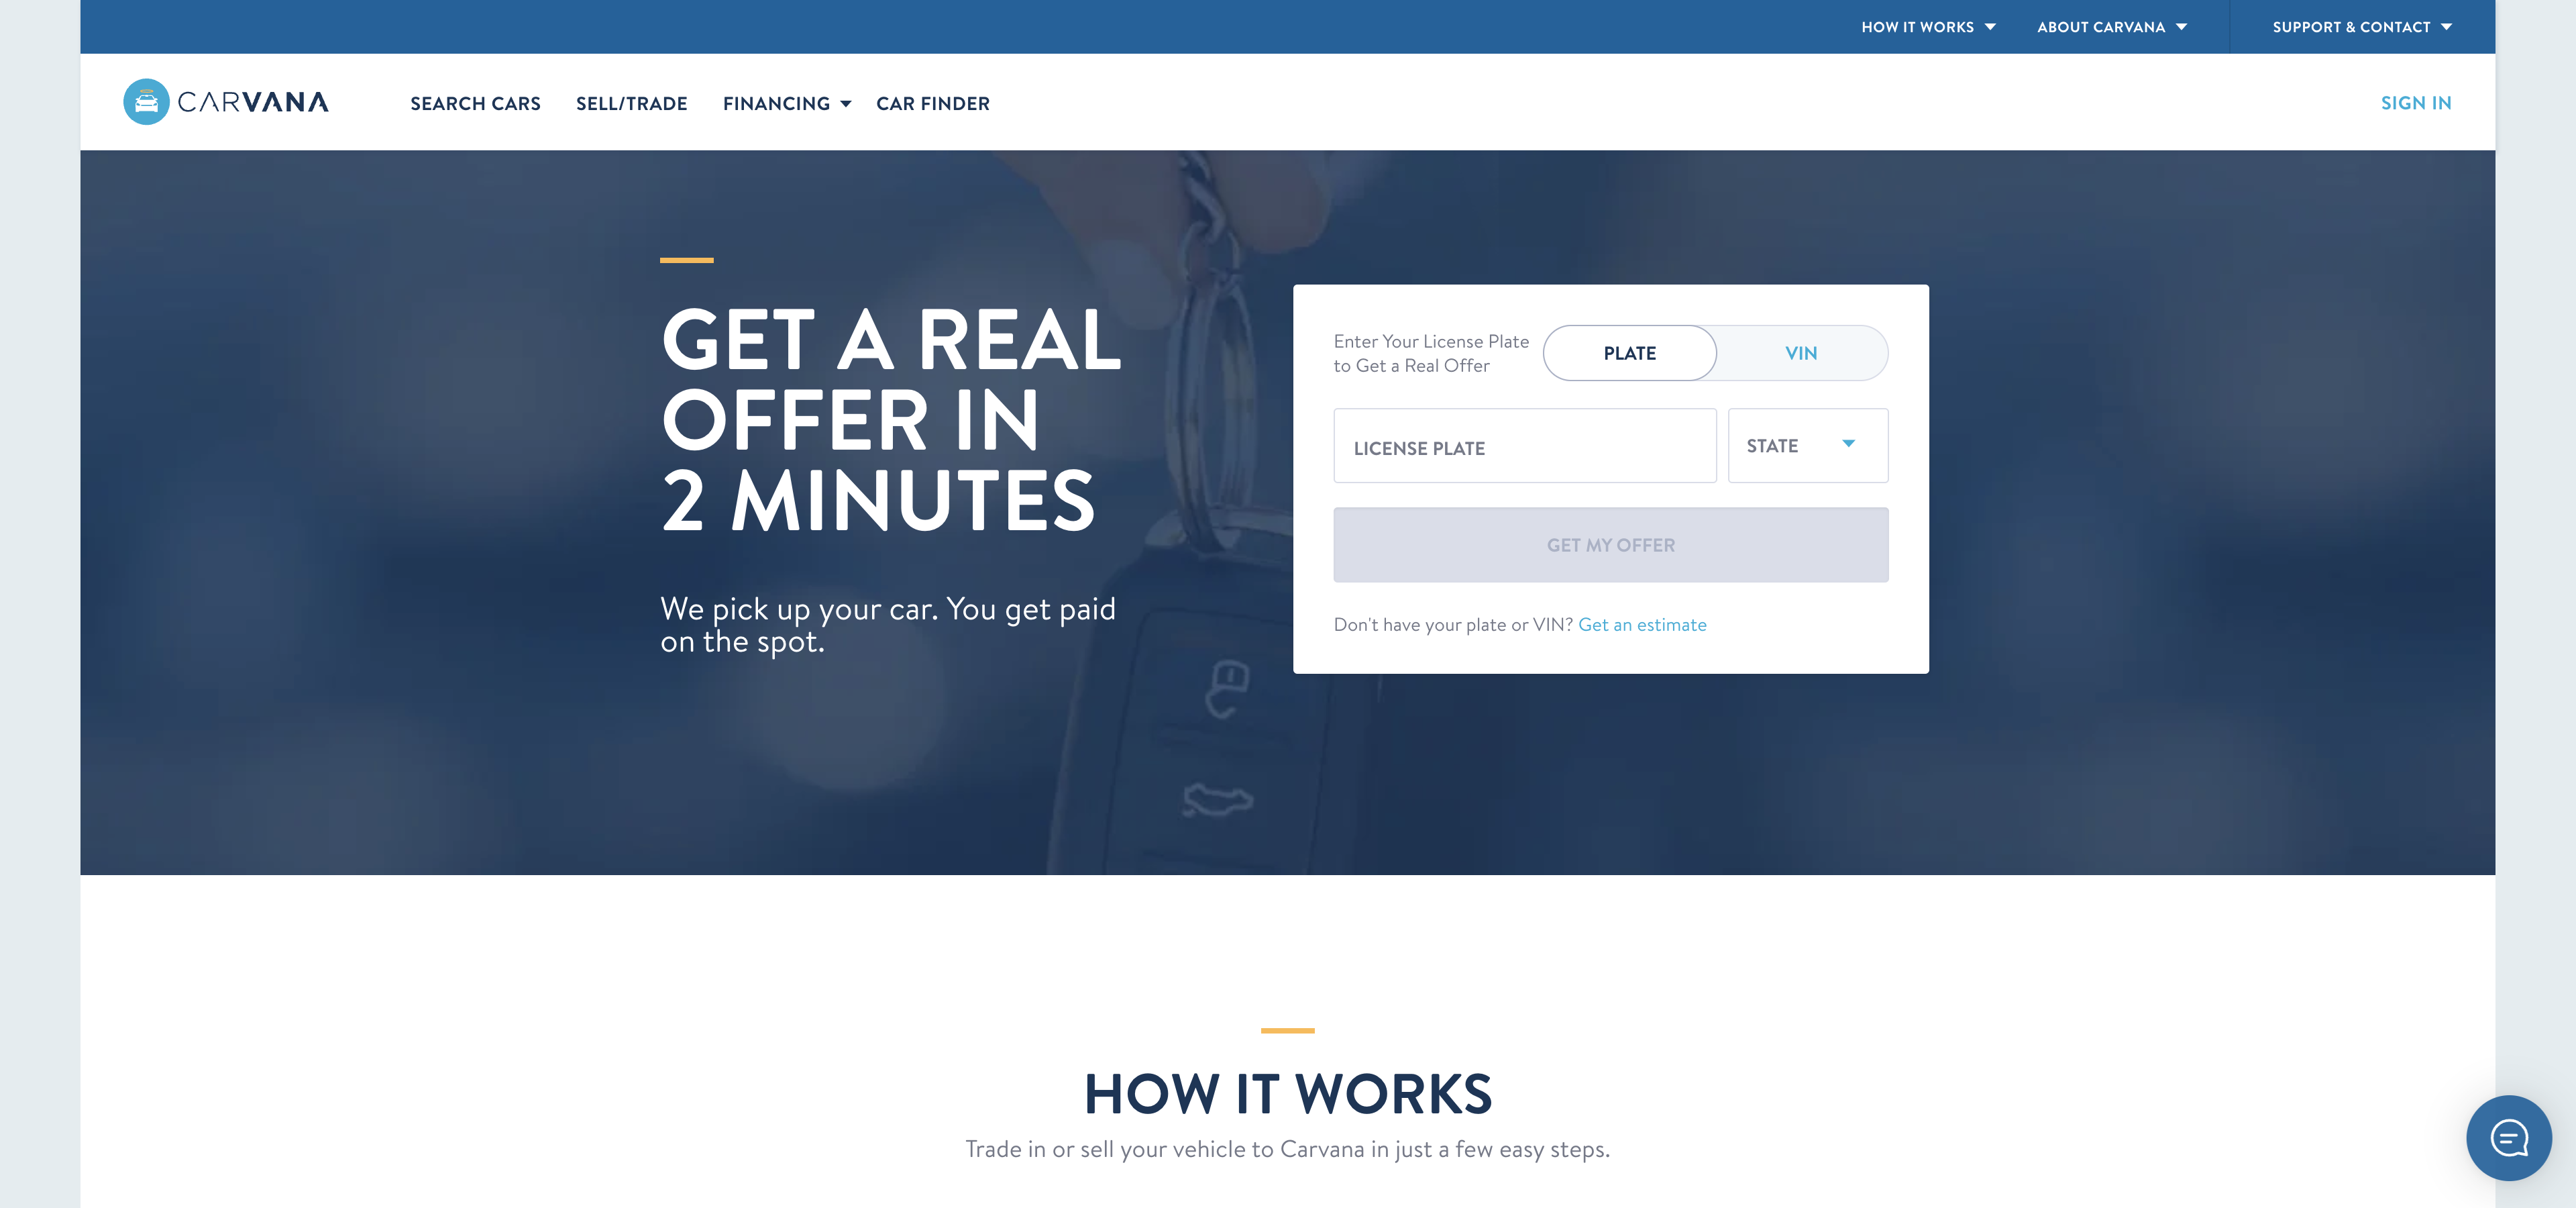 HOW IT WORKS
ABOUT CARVANA
SUPPORT & CONTACT
CARVANA
SEARCH CARS
SELL/TRADE
FINANCING
CAR FINDER
SIGN IN
GET A REAL
OFFER IN
2 MINUTES
We pick up your car. You get paid
on the spot.
Enter Your License Plate
to Get a Real Offer
PLATE
VIN
LICENSE PLATE
STATE
GET MY OFFER
Don't have your plate or VIN? Get an estimate
HOW IT WORKS
Trade in or sell your vehicle to Carvana in just a few easy steps.